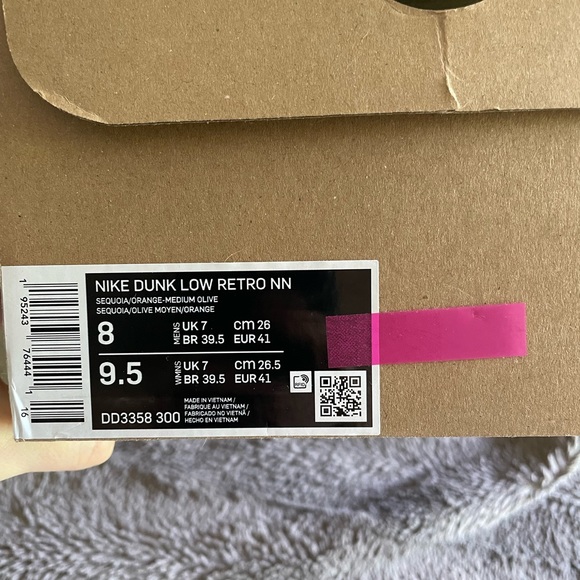 NIKE DUNK LOW RETRO NN
SEQUOIA/ORANGE-MEDIUM OLIVE
SEQUOIA/OLIVE MOYEN/ORANGE
8 MENS UK 7 cm 26
BR 39.5 EUR 41
9.5 WMNS UK 7 cm 26.5
BR 39.5 EUR 41
DD3358 300
MADE IN VIETNAM /
FABRIQUÉ AU VIETNAM /
FABRICADO NO VIETNÃ /
HECHO EN VIETNAM
1 95243 76444 1 16